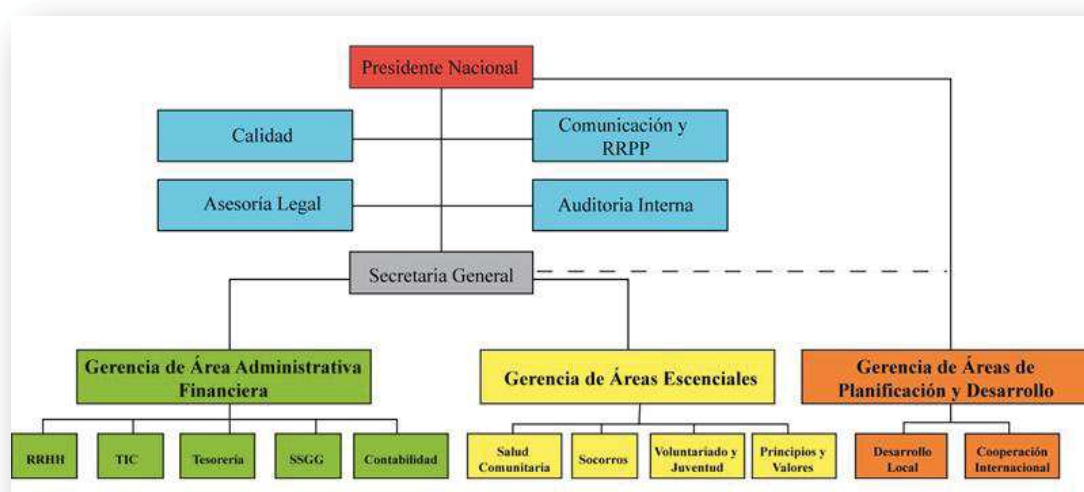 Presidente Nacional
Calidad
Comunicación y
RRPP
Asesoría Legal
Auditoria Interna
Secretaria General
Gerencia de Área Administrativa
Financiera
Gerencia de Áreas Escenciales
Gerencia de Áreas de
Planificación y Desarrollo
RRHH
TIC
Tesorería
SSGG
Contabilidad
Salud
Comunitaria
Socorros
Voluntariado y
Juventud
Principios y
Valores
Desarrollo
Local
Cooperación
Internacional